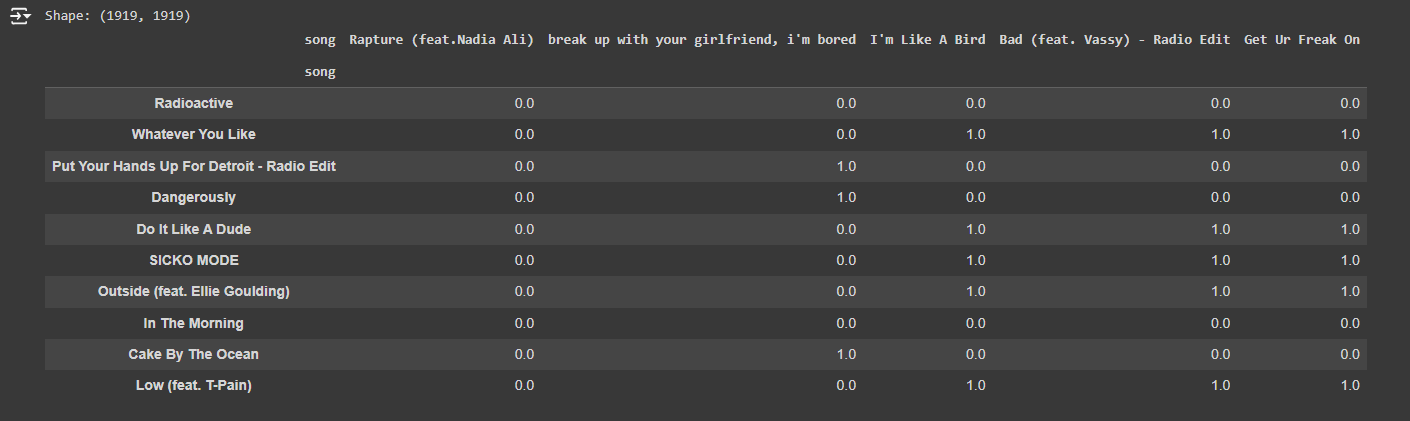 Shape: (1919, 1919)
song Rapture (feat.Nadia Ali) break up with your girlfriend, i'm bored I'm Like A Bird Bad (feat. Vassy) - Radio Edit Get Ur Freak On
song
Radioactive 0.0 0.0 0.0 0.0 0.0
Whatever You Like 0.0 0.0 1.0 1.0 1.0
Put Your Hands Up For Detroit - Radio Edit 0.0 1.0 0.0 0.0 0.0
Dangerously 0.0 1.0 0.0 0.0 0.0
Do It Like A Dude 0.0 0.0 1.0 1.0 1.0
SICKO MODE 0.0 0.0 1.0 1.0 1.0
Outside (feat. Ellie Goulding) 0.0 0.0 1.0 1.0 1.0
In The Morning 0.0 0.0 0.0 0.0 0.0
Cake By The Ocean 0.0 1.0 0.0 0.0 0.0
Low (feat. T-Pain) 0.0 0.0 1.0 1.0 1.0